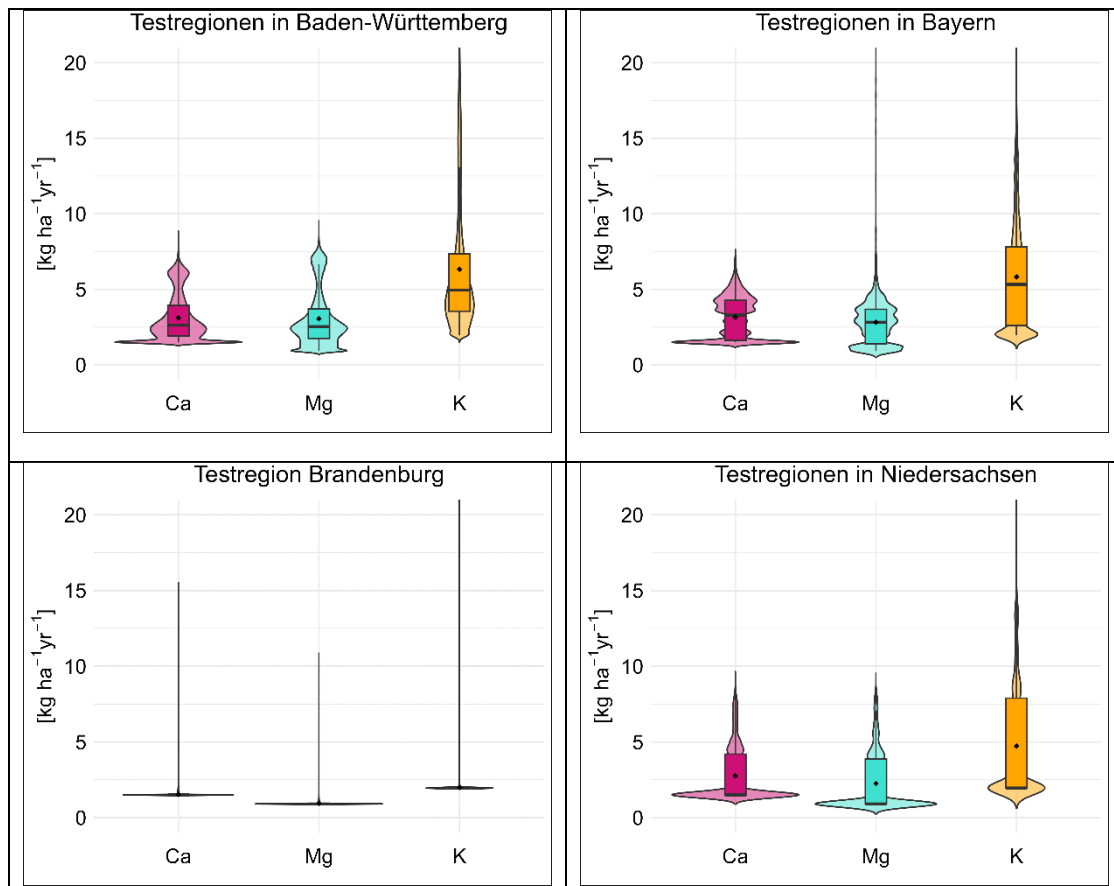 Testregionen in Baden-Württemberg
20
15
10
5
0
[kg ha⁻¹yr⁻¹]
Ca Mg K
Testregionen in Bayern
20
15
10
5
0
[kg ha⁻¹yr⁻¹]
Ca Mg K
Testregion Brandenburg
20
15
10
5
0
[kg ha⁻¹yr⁻¹]
Ca Mg K
Testregionen in Niedersachsen
20
15
10
5
0
[kg ha⁻¹yr⁻¹]
Ca Mg K